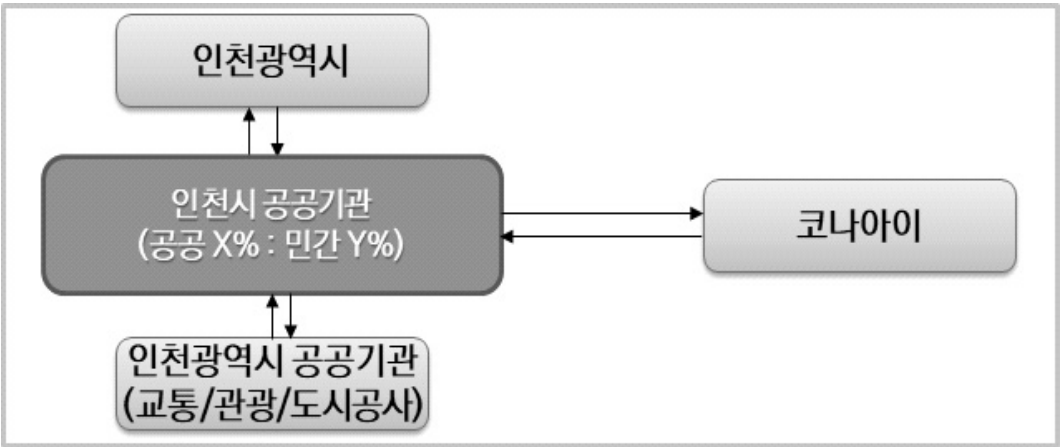 인천광역시
인천시 공공기관
(공공 X% : 민간 Y%)
코나아이
인천광역시 공공기관
(교통/관광/도시공사)